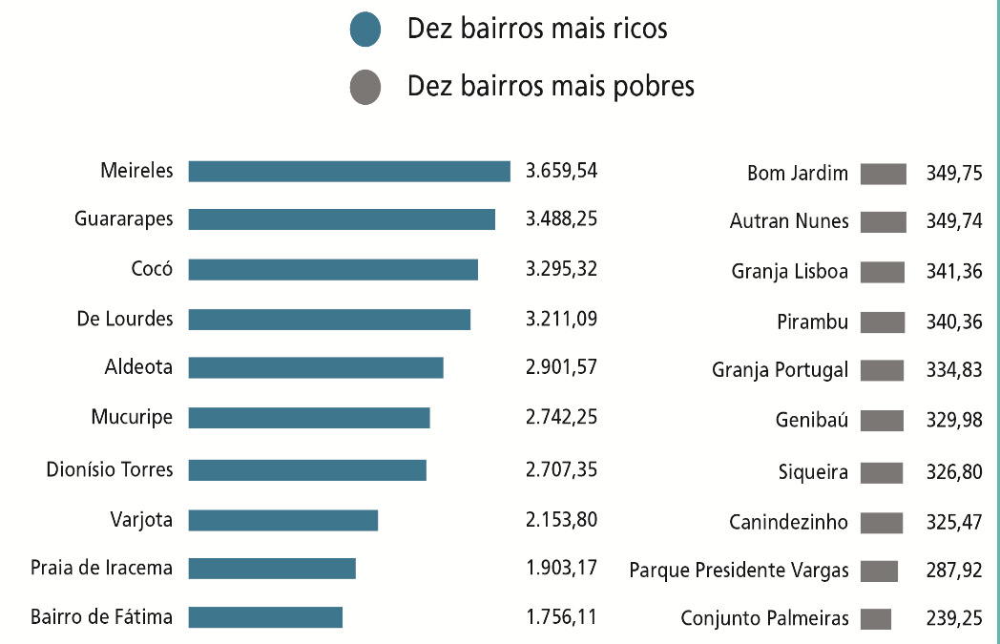 Dez bairros mais ricos
Dez bairros mais pobres
Meireles 3.659,54
Guararapes 3.488,25
Cocó 3.295,32
De Lourdes 3.211,09
Aldeota 2.901,57
Mucuripe 2.742,25
Dionísio Torres 2.707,35
Varjota 2.153,80
Praia de Iracema 1.903,17
Bairro de Fátima 1.756,11
Bom Jardim 349,75
Autran Nunes 349,74
Granja Lisboa 341,36
Pirambu 340,36
Granja Portugal 334,83
Genibaú 329,98
Siqueira 326,80
Canindezinho 325,47
Parque Presidente Vargas 287,92
Conjunto Palmeiras 239,25